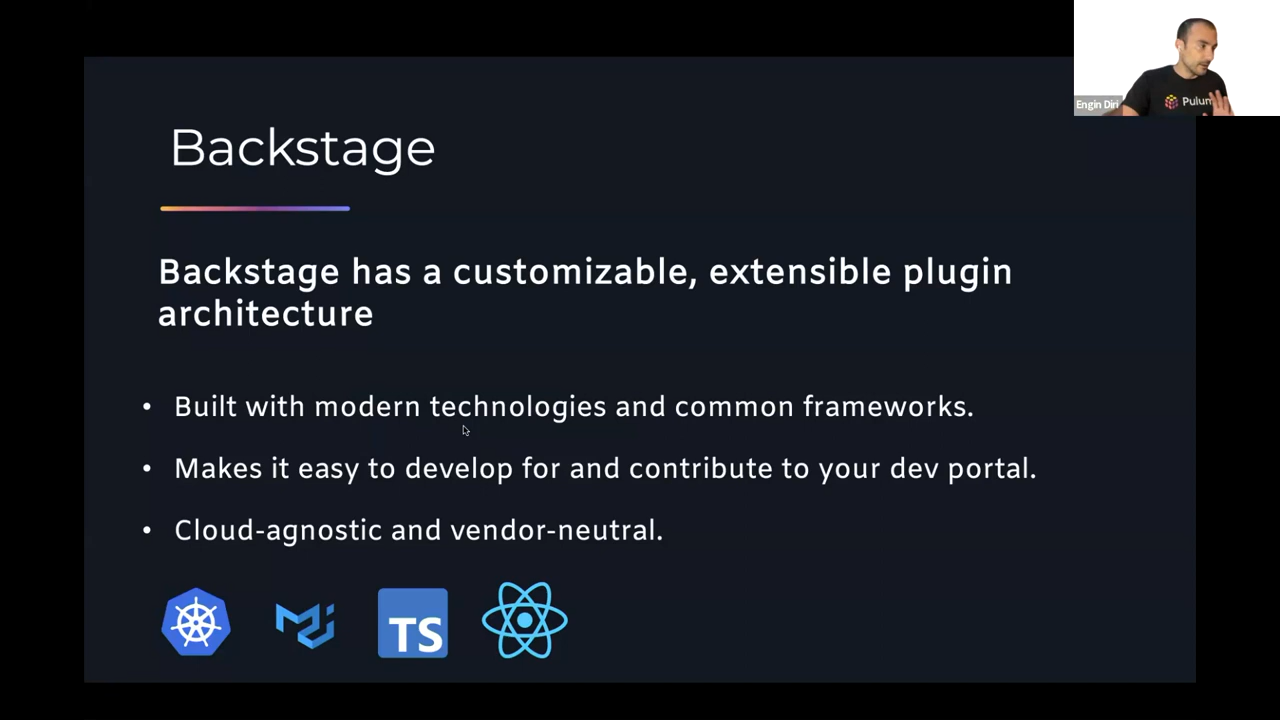 Backstage
Backstage has a customizable, extensible plugin
architecture
• Built with modern technologies and common frameworks.
• Makes it easy to develop for and contribute to your dev portal.
• Cloud-agnostic and vendor-neutral.
TS
Engin Diri